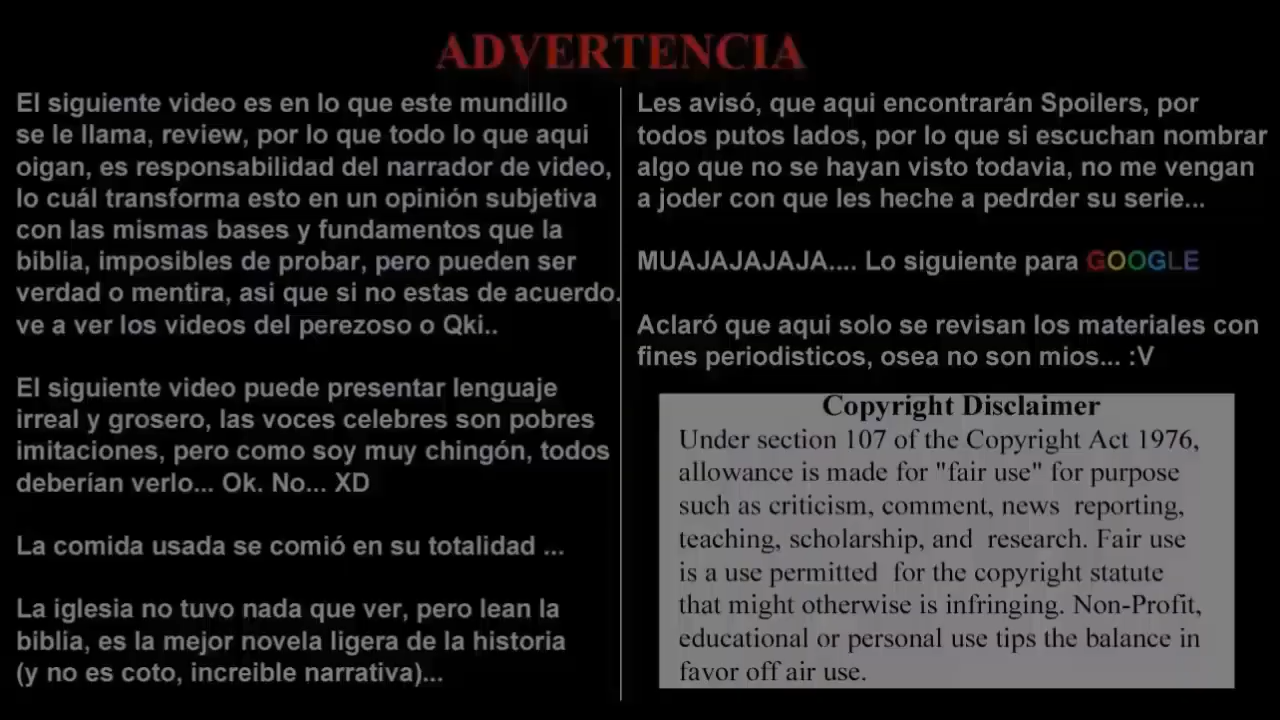 ADVERTENCIA
El siguiente video es en lo que este mundillo
se le llama, review, por lo que todo lo que aqui
oigan, es responsabilidad del narrador de video,
lo cuál transforma esto en un opinión subjetiva
con las mismas bases y fundamentos que la
biblia, imposibles de probar, pero pueden ser
verdad o mentira, asi que si no estas de acuerdo.
ve a ver los videos del perezoso o Qki..
El siguiente video puede presentar lenguaje
irreal y grosero, las voces celebres son pobres
imitaciones, pero como soy muy chingón, todos
deberían verlo... Ok. No... XD
La comida usada se comió en su totalidad ...
La iglesia no tuvo nada que ver, pero lean la
biblia, es la mejor novela ligera de la historia
(y no es coto, increible narrativa)...
Les avisó, que aqui encontrarán Spoilers, por
todos putos lados, por lo que si escuchan nombrar
algo que no se hayan visto todavia, no me vengan
a joder con que les heche a pedrder su serie...
MUAJAJAJAJA.... Lo siguiente para GOOGLE
Aclaró que aqui solo se revisan los materiales con
fines periodisticos, osea no son mios... :V
Copyright Disclaimer
Under section 107 of the Copyright Act 1976,
allowance is made for "fair use" for purpose
such as criticism, comment, news reporting,
teaching, scholarship, and research. Fair use
is a use permitted for the copyright statute
that might otherwise is infringing. Non-Profit,
educational or personal use tips the balance in
favor off air use.